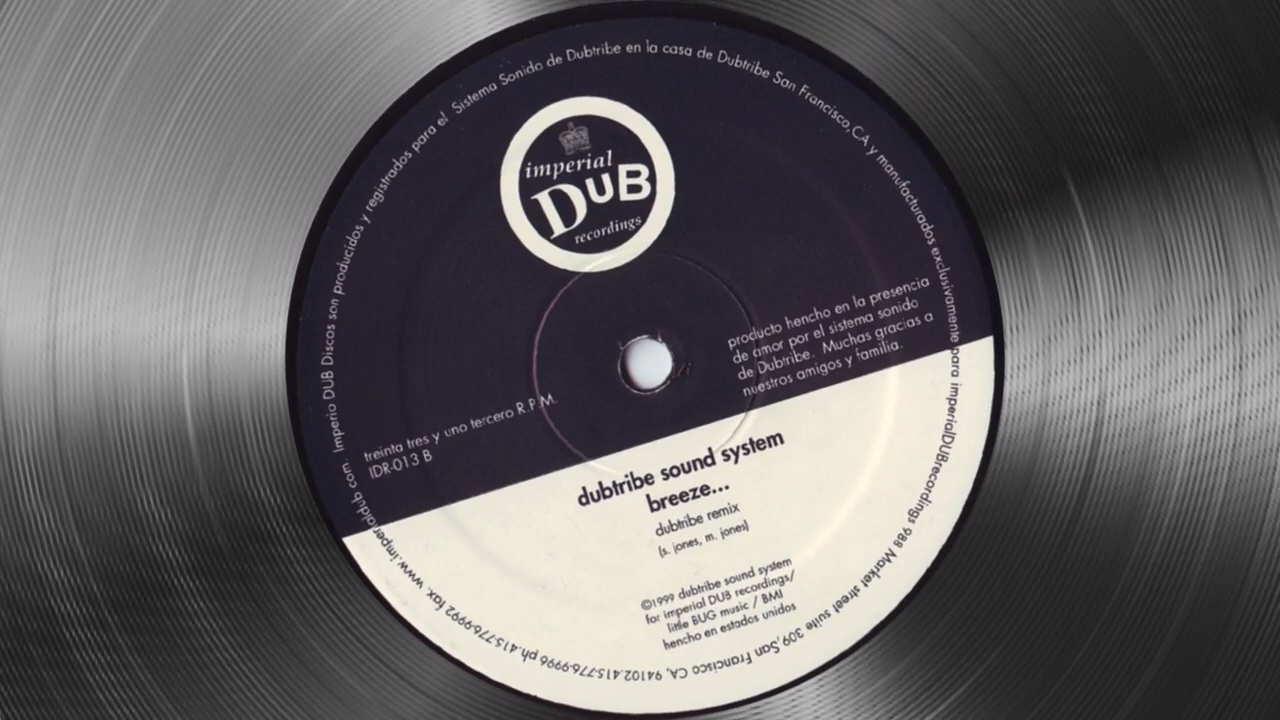 Imperio DUB Discos son producidos y registrados para el Sistema Sonido de Dubtribe en la casa de Dubtribe San Francisco, CA y manufacturados exclusivamente para imperialDUBrecordings 988 Market street suite 309, San Francisco CA, 94102.415-776-9996 ph.415-776-9992 fax www.imperialdub.com.
imperial
DUB
recordings
producto hencho en la presencia
de amor por el sistema sonido
de Dubtribe. Muchas gracias a
nuestros amigos y familia.
treinta tres y uno tercero R.P.M.
IDR-013 B
dubtribe sound system
breeze...
dubtribe remix
(s. jones, m. jones)
©1999 dubtribe sound system
for imperial DUB recordings/
little BUG music / BMI
hencho en estados unidos